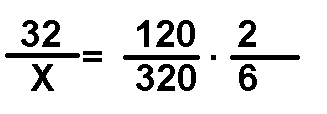 32/X = 120/320 · 2/6